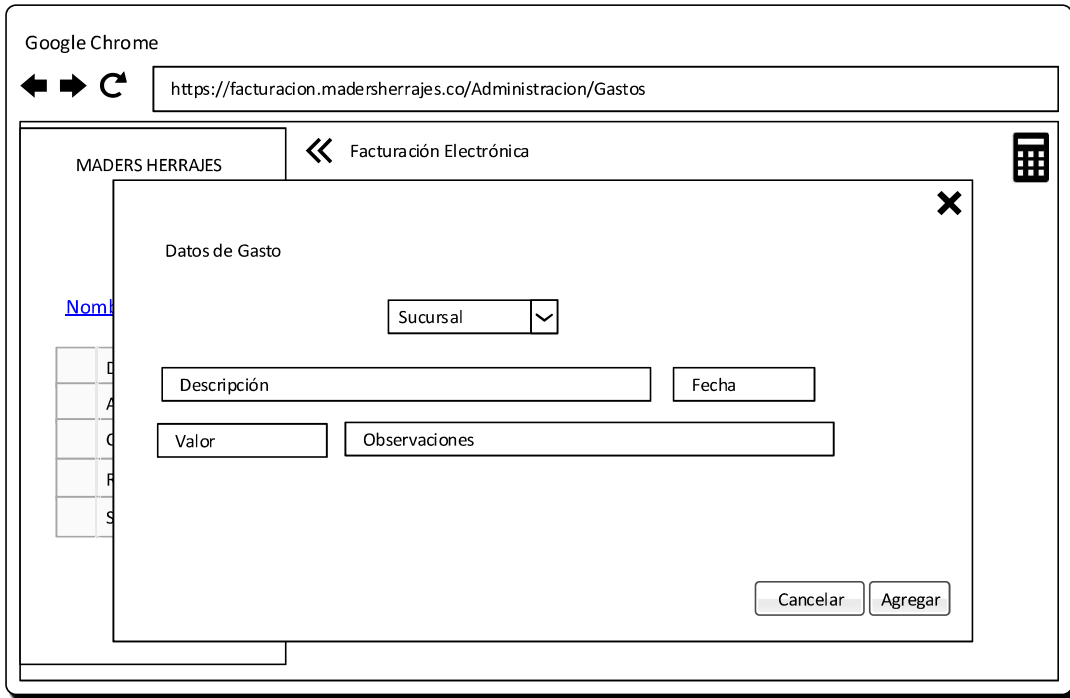 Google Chrome
https://facturacion.madersherrajes.co/Administracion/Gastos
MADERS HERRAJES
Facturación Electrónica
Datos de Gasto
Nomb
Sucursal
D
Descripción
Fecha
A
Valor
Observaciones
C
R
S
Cancelar
Agregar